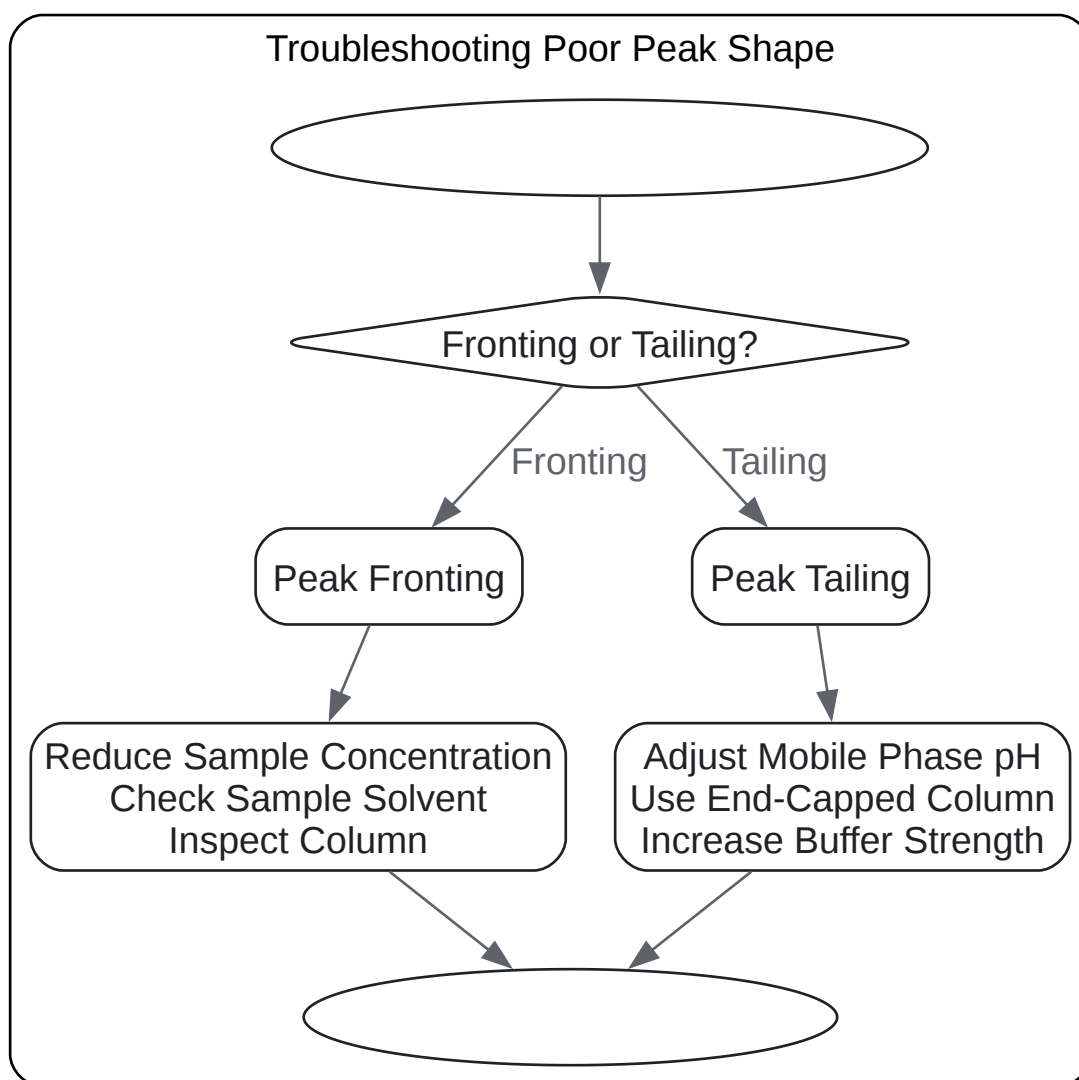 Troubleshooting Poor Peak Shape
Fronting or Tailing?
Fronting
Tailing
Peak Fronting
Peak Tailing
Reduce Sample Concentration
Check Sample Solvent
Inspect Column
Adjust Mobile Phase pH
Use End-Capped Column
Increase Buffer Strength